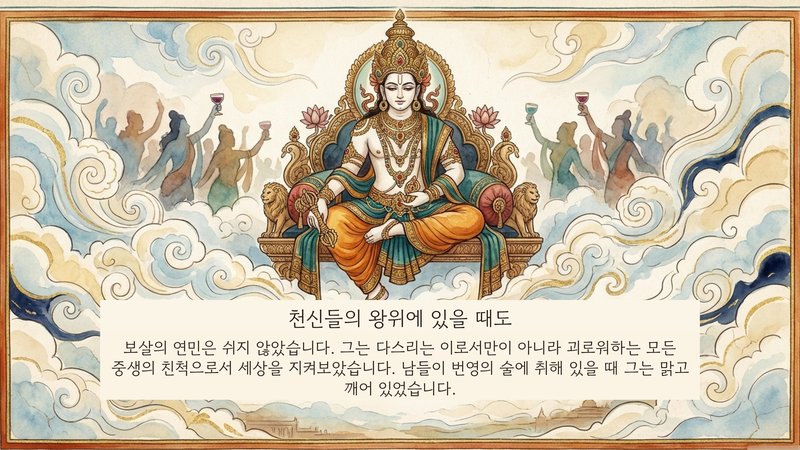 천신들의 왕위에 있을 때도
보살의 연민은 쉬지 않았습니다. 그는 다스리는 이로서만이 아니라 괴로워하는 모든
중생의 친척으로서 세상을 지켜보았습니다. 남들이 번영의 술에 취해 있을 때 그는 맑고
깨어 있었습니다.